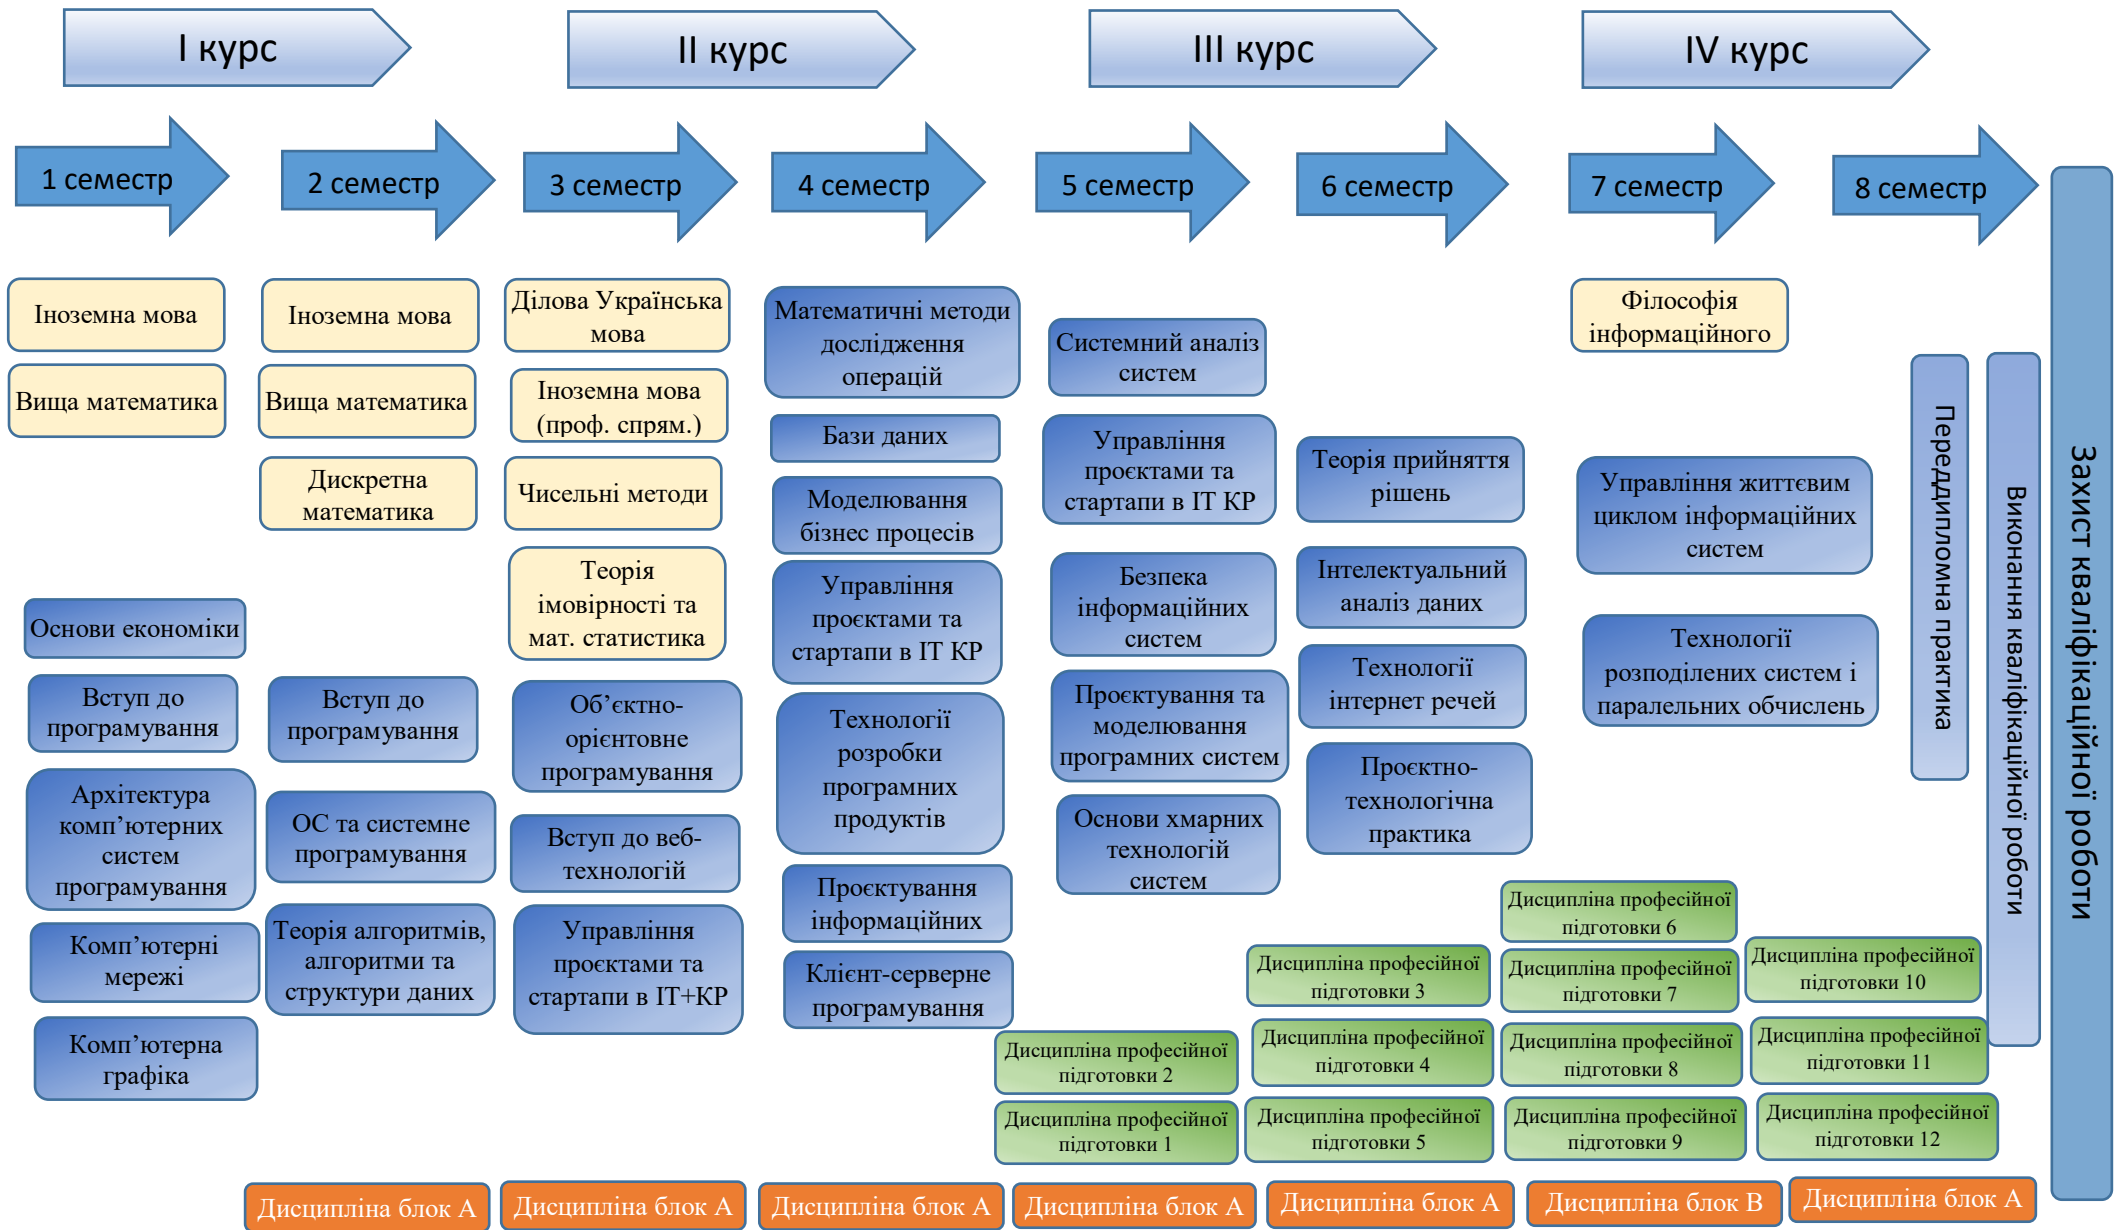 I курс
II курс
III курс
IV курс
1 семестр
2 семестр
3 семестр
4 семестр
5 семестр
6 семестр
7 семестр
8 семестр
Іноземна мова
Вища математика
Основи економіки
Вступ до
програмування
Архітектура
комп’ютерних
систем
програмування
Комп’ютерні
мережі
Комп’ютерна
графіка
Іноземна мова
Вища математика
Дискретна
математика
Вступ до
програмування
ОС та системне
програмування
Теорія алгоритмів,
алгоритми та
структури даних
Дисципліна блок А
Ділова Українська
мова
Іноземна мова
(проф. спрям.)
Чисельні методи
Теорія
імовірності та
мат. статистика
Об’єктно-
орієнтовне
програмування
Вступ до веб-
технологій
Управління
проєктами та
стартапи в ІТ+КР
Дисципліна блок А
Математичні методи
дослідження
операцій
Бази даних
Моделювання
бізнес процесів
Управління
проєктами та
стартапи в ІТ КР
Технології
розробки
програмних
продуктів
Проєктування
інформаційних
Клієнт-серверне
програмування
Дисципліна блок А
Системний аналіз
систем
Управління
проєктами та
стартапи в ІТ КР
Безпека
інформаційних
систем
Проєктування та
моделювання
програмних систем
Основи хмарних
технологій
систем
Дисципліна професійної
підготовки 2
Дисципліна професійної
підготовки 1
Дисципліна блок А
Теорія прийняття
рішень
Інтелектуальний
аналіз даних
Технології
інтернет речей
Проєктно-
технологічна
практика
Дисципліна професійної
підготовки 3
Дисципліна професійної
підготовки 4
Дисципліна професійної
підготовки 5
Дисципліна блок А
Філософія
інформаційного
Управління життєвим
циклом інформаційних
систем
Технології
розподілених систем і
паралельних обчислень
Дисципліна професійної
підготовки 6
Дисципліна професійної
підготовки 7
Дисципліна професійної
підготовки 8
Дисципліна професійної
підготовки 9
Дисципліна блок В
Переддипломна практика
Виконання кваліфікаційної роботи
Дисципліна професійної
підготовки 10
Дисципліна професійної
підготовки 11
Дисципліна професійної
підготовки 12
Дисципліна блок А
Захист кваліфікаційної роботи